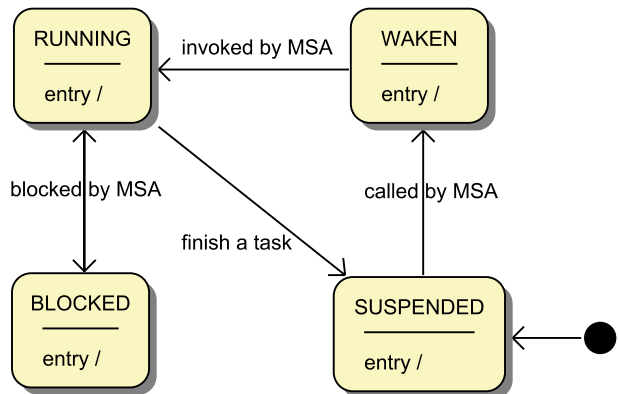 RUNNING
entry /
invoked by MSA
WAKEN
entry /
blocked by MSA
called by MSA
finish a task
BLOCKED
entry /
SUSPENDED
entry /